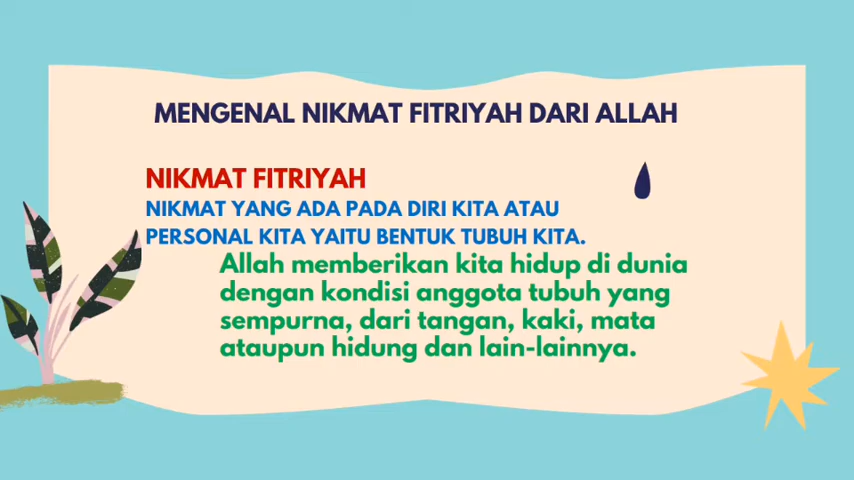 MENGENAL NIKMAT FITRIYAH DARI ALLAH
NIKMAT FITRIYAH
NIKMAT YANG ADA PADA DIRI KITA ATAU
PERSONAL KITA YAITU BENTUK TUBUH KITA.
Allah memberikan kita hidup di dunia
dengan kondisi anggota tubuh yang
sempurna, dari tangan, kaki, mata
ataupun hidung dan lain-lainnya.